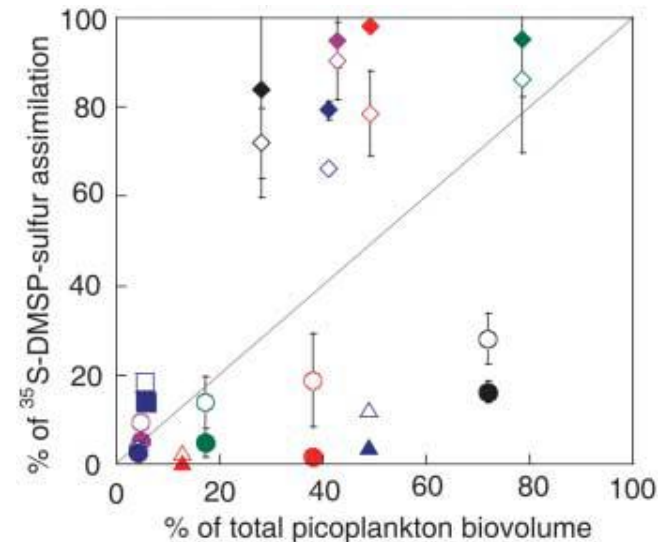 % of ³⁵S-DMSP-sulfur assimilation
100
80
60
40
20
0
0 20 40 60 80 100
% of total picoplankton biovolume